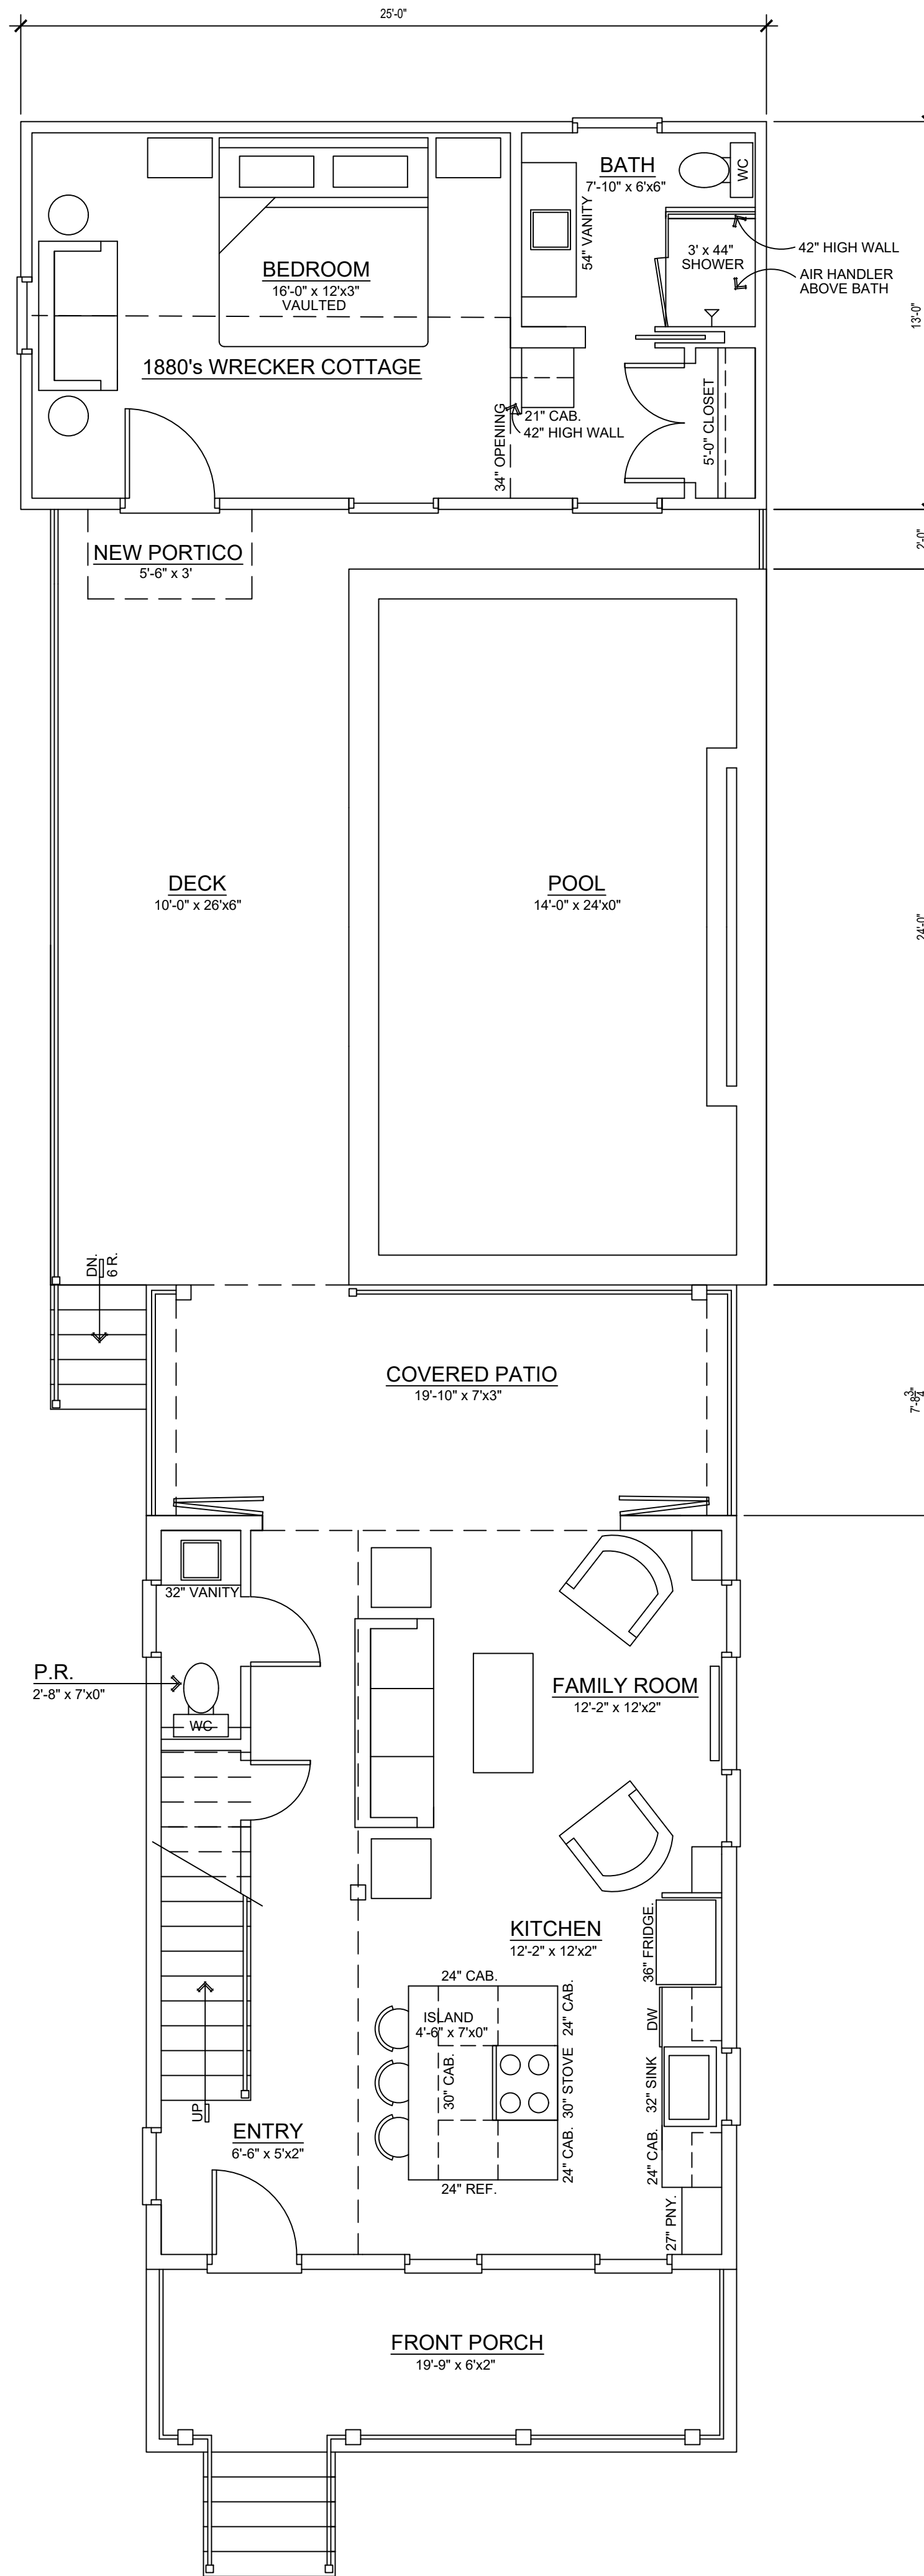 25'-0"
BATH
7'-10" x 6'x6"
WC
54" VANITY
3' x 44"
SHOWER
42" HIGH WALL
AIR HANDLER
ABOVE BATH
13'-0"
BEDROOM
16'-0" x 12'x3"
VAULTED
1880's WRECKER COTTAGE
34" OPENING
21" CAB.
42" HIGH WALL
5'-0" CLOSET
2'-0"
NEW PORTICO
5'-6" x 3'
DECK
10'-0" x 26'x6"
POOL
14'-0" x 24'x0"
24'-0"
DN.
6 R.
COVERED PATIO
19'-10" x 7'x3"
7'-8 3/4"
32" VANITY
P.R.
2'-8" x 7'x0"
WC
FAMILY ROOM
12'-2" x 12'x2"
KITCHEN
12'-2" x 12'x2"
36" FRIDGE.
24" CAB.
ISLAND
4'-6" x 7'x0"
24" CAB.
DW
30" CAB.
30" STOVE
32" SINK
UP
ENTRY
6'-6" x 5'x2"
24" CAB.
24" CAB.
24" REF.
27" PNY.
FRONT PORCH
19'-9" x 6'x2"